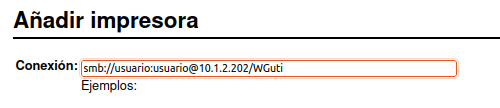 Añadir impresora
Conexión: smb://usuario:usuario@10.1.2.202/WGuti
Ejemplos: